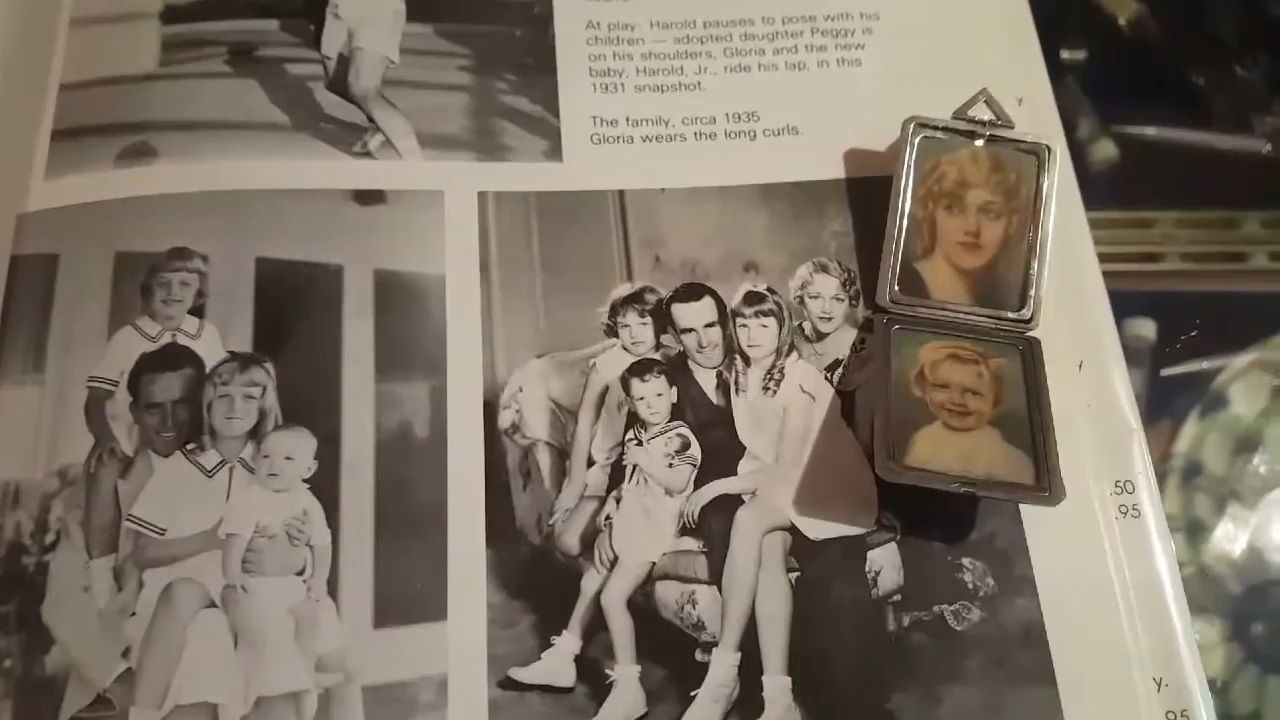 At play: Harold pauses to pose with his
children — adopted daughter Peggy is
on his shoulders, Gloria and the new
baby, Harold, Jr., ride his lap, in this
1931 snapshot.
The family, circa 1935
Gloria wears the long curls.
y
y
.50
.95
y.
95